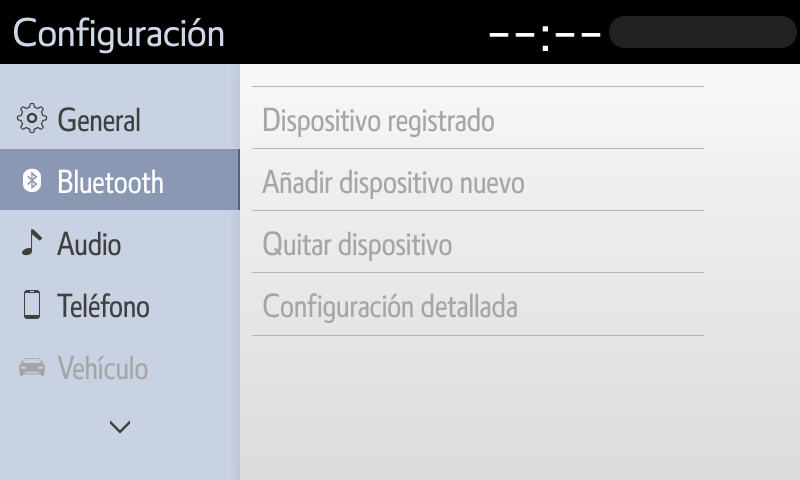 Configuración
--:--
General
Bluetooth
Audio
Teléfono
Vehículo
Dispositivo registrado
Añadir dispositivo nuevo
Quitar dispositivo
Configuración detallada